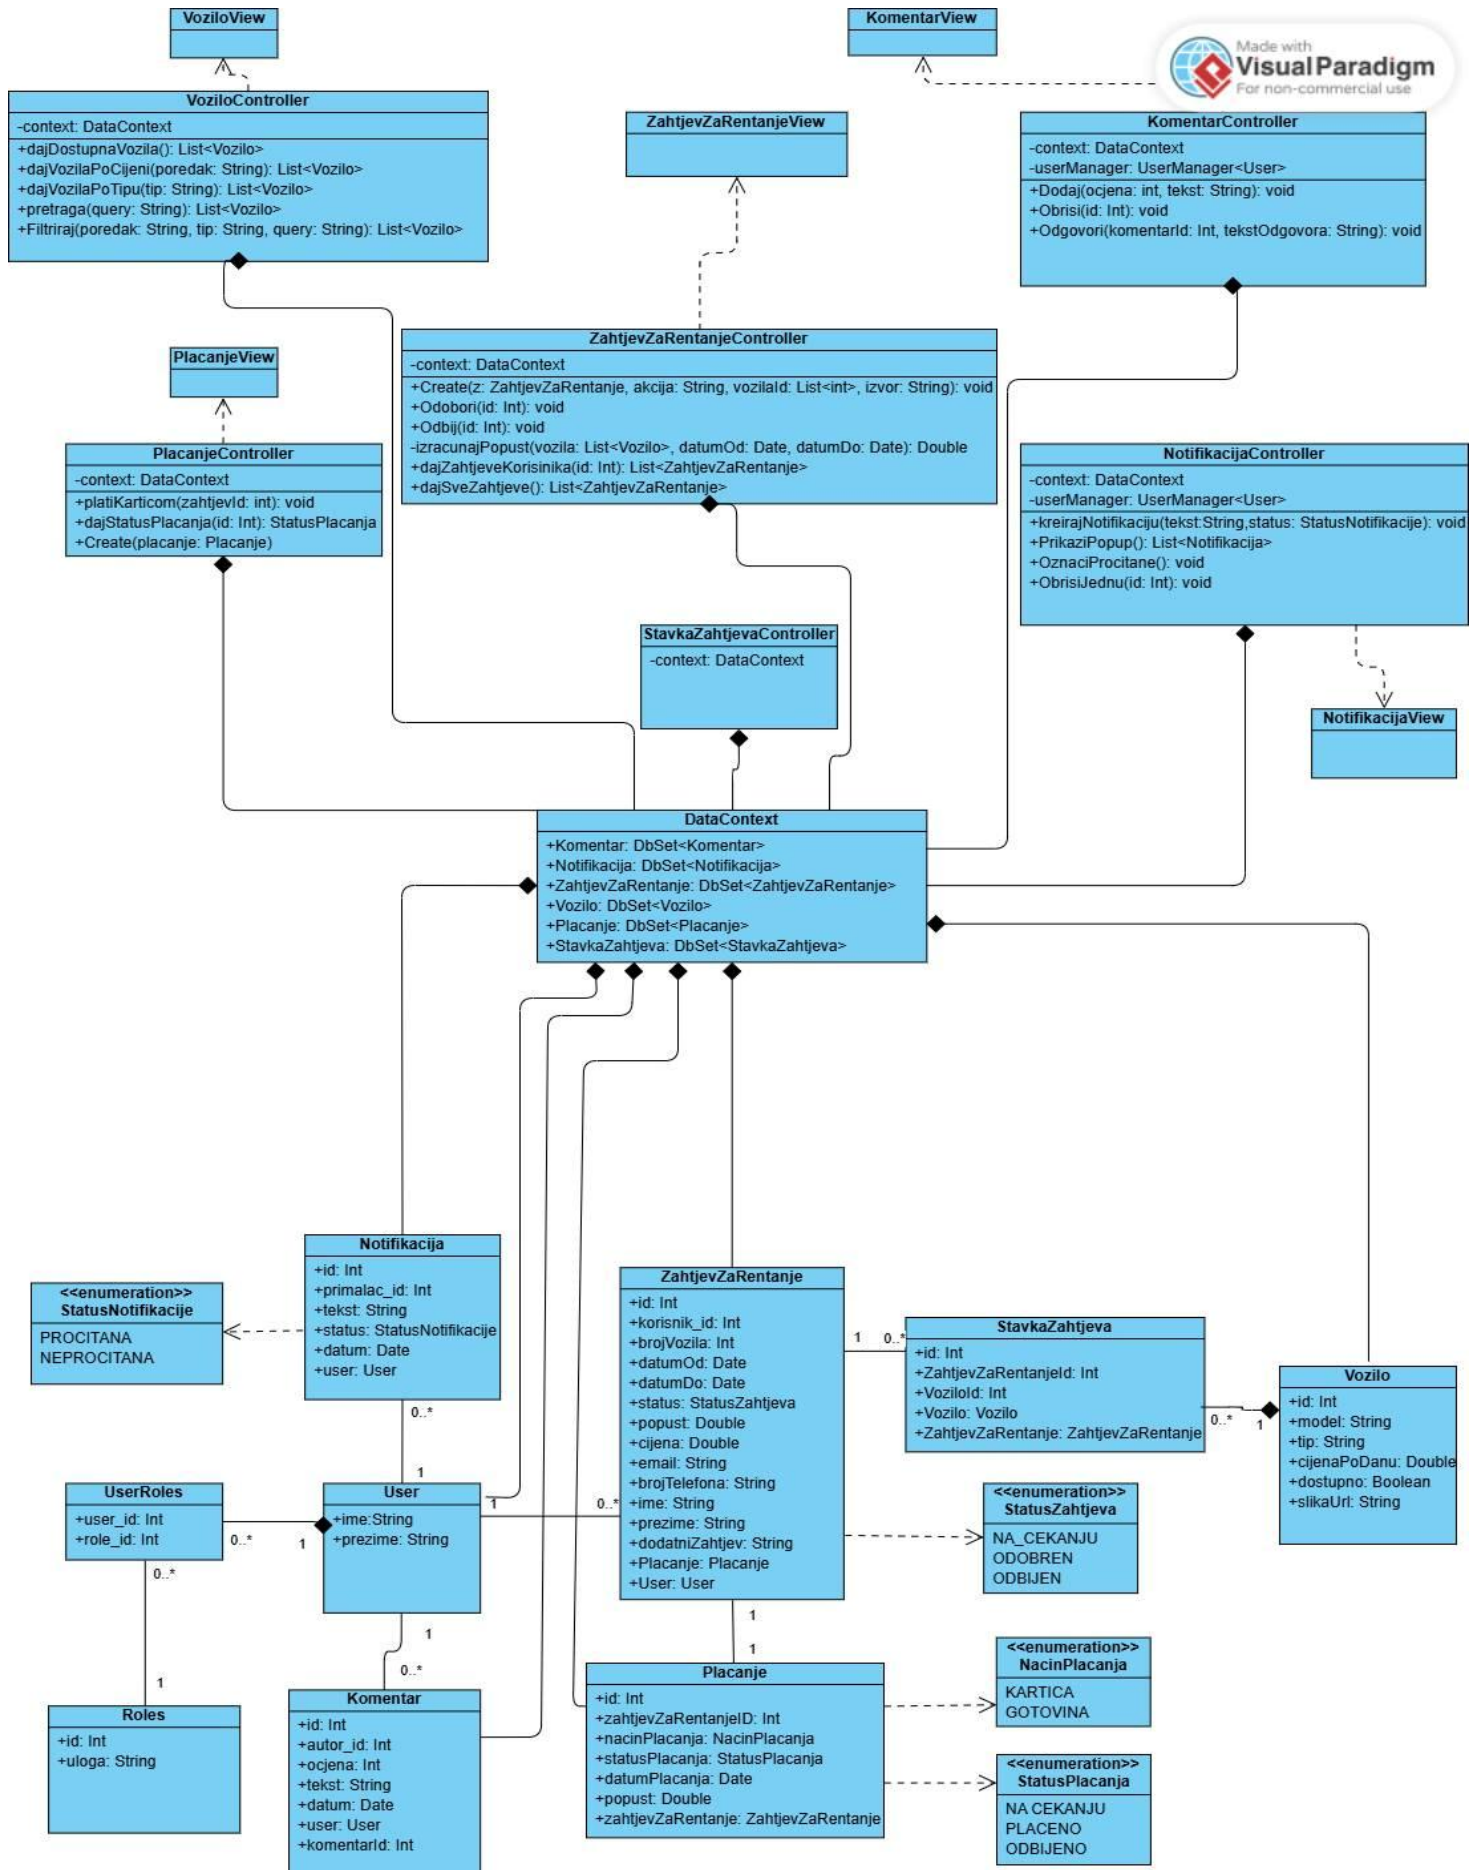 VoziloView
KomentarView
Made with
Visual Paradigm
For non-commercial use
VoziloController
-context: DataContext
+dajDostupnaVozila(): List<Vozilo>
+dajVozilaPoCijeni(poredak: String): List<Vozilo>
+dajVozilaPoTipu(tip: String): List<Vozilo>
+pretraga(query: String): List<Vozilo>
+Filtriraj(poredak: String, tip: String, query: String): List<Vozilo>
ZahtjevZaRentanjeView
KomentarController
-context: DataContext
-userManager: UserManager<User>
+Dodaj(ocjena: int, tekst: String): void
+Obrisi(id: Int): void
+Odgovori(komentarId: Int, tekstOdgovora: String): void
PlacanjeView
ZahtjevZaRentanjeController
-context: DataContext
+Create(z: ZahtjevZaRentanje, akcija: String, vozilaId: List<int>, izvor: String): void
+Odobori(id: Int): void
+Odbij(id: Int): void
-izracunajPopust(vozila: List<Vozilo>, datumOd: Date, datumDo: Date): Double
+dajZahtjeveKorisinika(id: Int): List<ZahtjevZaRentanje>
+dajSveZahtjeve(): List<ZahtjevZaRentanje>
PlacanjeController
-context: DataContext
+platiKarticom(zahtjevId: int): void
+dajStatusPlacanja(id: Int): StatusPlacanja
+Create(placanje: Placanje)
NotifikacijaController
-context: DataContext
-userManager: UserManager<User>
+kreirajNotifikaciju(tekst:String,status: StatusNotifikacije): void
+PrikaziPopup(): List<Notifikacija>
+OznaciProcitane(): void
+ObrisiJednu(id: Int): void
StavkaZahtjevaController
-context: DataContext
NotifikacijaView
DataContext
+Komentar: DbSet<Komentar>
+Notifikacija: DbSet<Notifikacija>
+ZahtjevZaRentanje: DbSet<ZahtjevZaRentanje>
+Vozilo: DbSet<Vozilo>
+Placanje: DbSet<Placanje>
+StavkaZahtjeva: DbSet<StavkaZahtjeva>
Notifikacija
+id: Int
+primalac_id: Int
+tekst: String
+status: StatusNotifikacije
+datum: Date
+user: User
<<enumeration>>
StatusNotifikacije
PROCITANA
NEPROCITANA
ZahtjevZaRentanje
+id: Int
+korisnik_id: Int
+brojVozila: Int
+datumOd: Date
+datumDo: Date
+status: StatusZahtjeva
+popust: Double
+cijena: Double
+email: String
+brojTelefona: String
+ime: String
+prezime: String
+dodatniZahtjev: String
+Placanje: Placanje
+User: User
1 0..*
StavkaZahtjeva
+id: Int
+ZahtjevZaRentanjeId: Int
+VoziloId: Int
+Vozilo: Vozilo
+ZahtjevZaRentanje: ZahtjevZaRentanje
0..* 1
Vozilo
+id: Int
+model: String
+tip: String
+cijenaPoDanu: Double
+dostupno: Boolean
+slikaUrl: String
0..*
1
UserRoles
+user_id: Int
+role_id: Int
0..* 1
User
+ime:String
+prezime: String
1 0..*
<<enumeration>>
StatusZahtjeva
NA_CEKANJU
ODOBREN
ODBIJEN
0..*
1
1
0..*
1
1
Roles
+id: Int
+uloga: String
Komentar
+id: Int
+autor_id: Int
+ocjena: Int
+tekst: String
+datum: Date
+user: User
+komentarId: Int
Placanje
+id: Int
+zahtjevZaRentanjeID: Int
+nacinPlacanja: NacinPlacanja
+statusPlacanja: StatusPlacanja
+datumPlacanja: Date
+popust: Double
+zahtjevZaRentanje: ZahtjevZaRentanje
<<enumeration>>
NacinPlacanja
KARTICA
GOTOVINA
<<enumeration>>
StatusPlacanja
NA CEKANJU
PLACENO
ODBIJENO